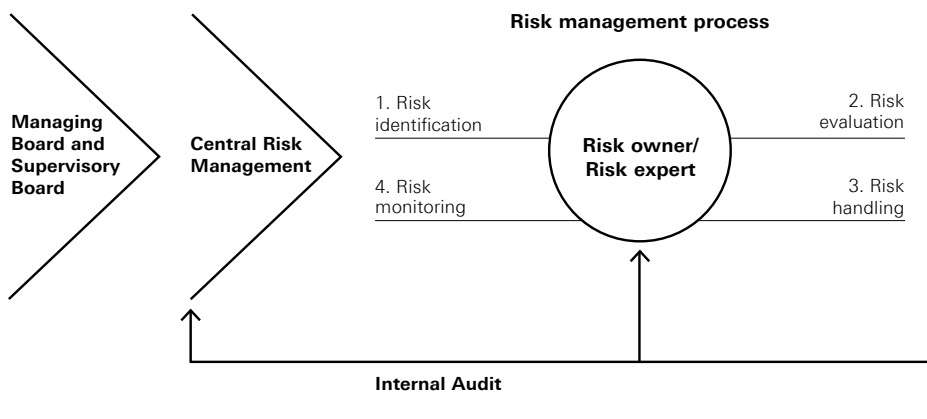 Risk management process
Managing
Board and
Supervisory
Board
Central Risk
Management
1. Risk
identification
Risk owner/
Risk expert
2. Risk
evaluation
4. Risk
monitoring
3. Risk
handling
Internal Audit